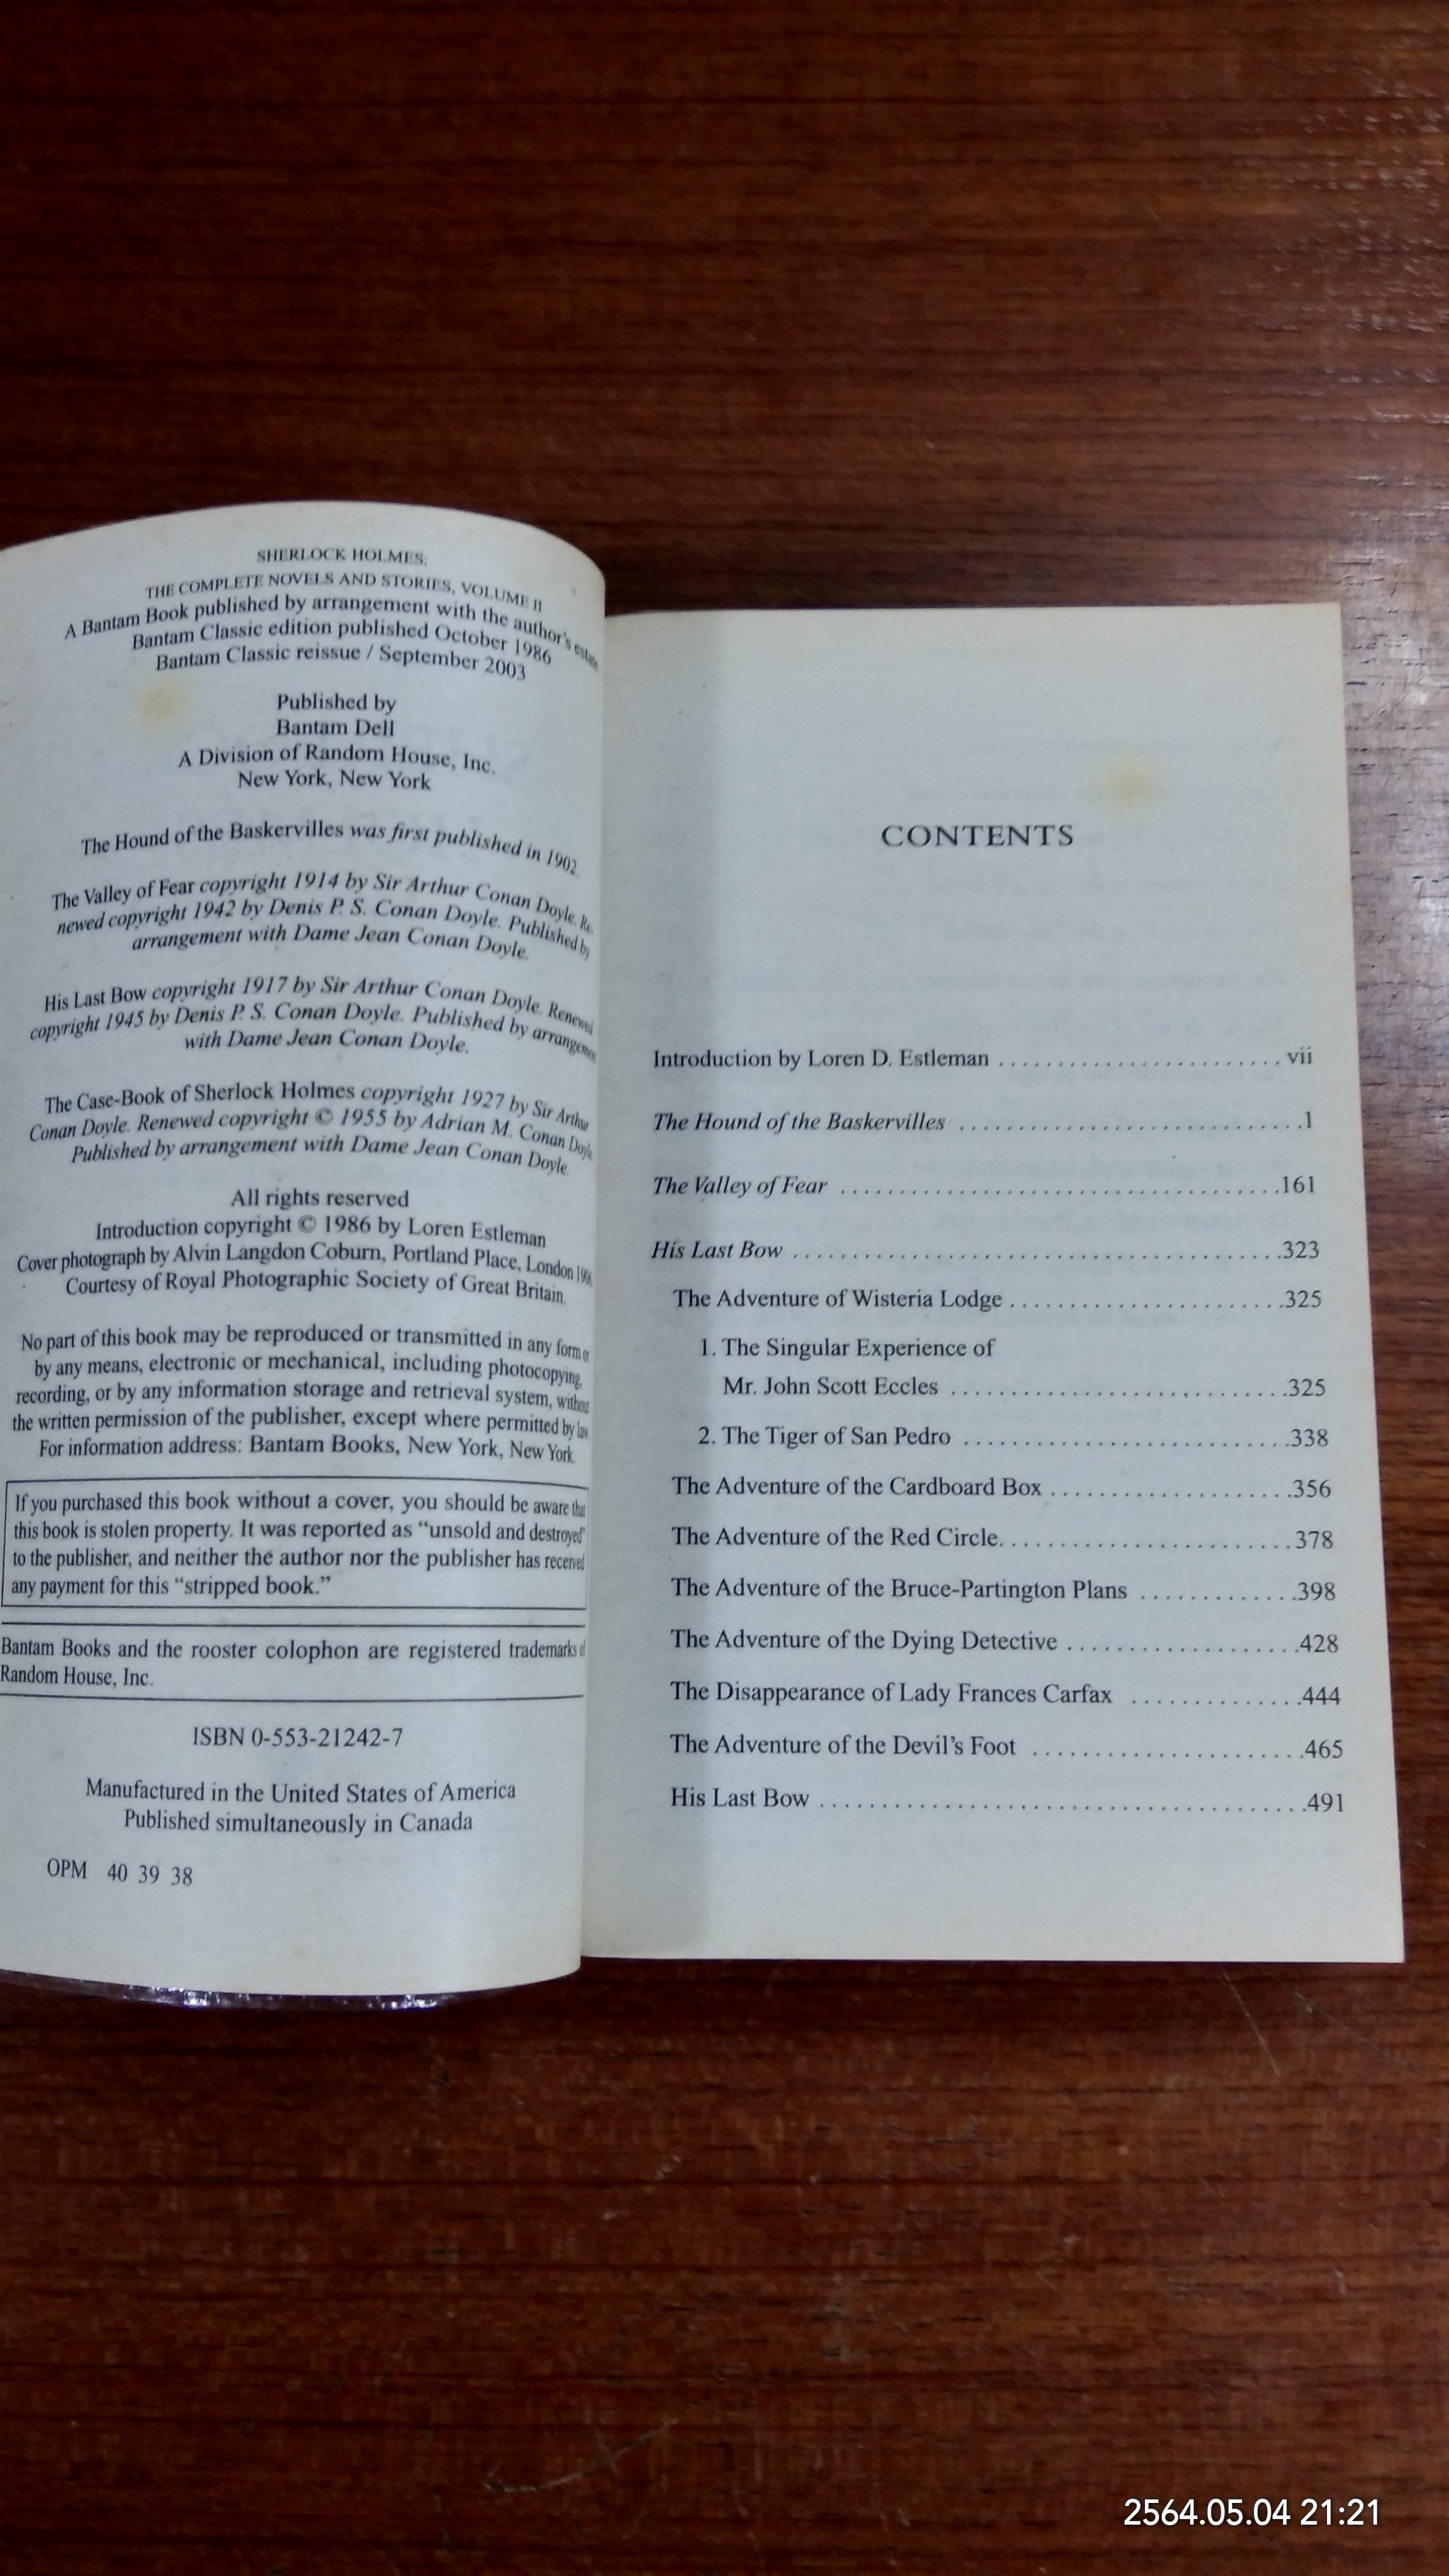 SHERLOCK HOLMES:
THE COMPLETE NOVELS AND STORIES, VOLUME II
A Bantam Book published by arrangement with the author's estate
Bantam Classic edition published October 1986
Bantam Classic reissue / September 2003
Published by
Bantam Dell
A Division of Random House, Inc.
New York, New York
The Hound of the Baskervilles was first published in 1902.
The Valley of Fear copyright 1914 by Sir Arthur Conan Doyle. Re-
newed copyright 1942 by Denis P. S. Conan Doyle. Published by
arrangement with Dame Jean Conan Doyle.
His Last Bow copyright 1917 by Sir Arthur Conan Doyle. Renewed
copyright 1945 by Denis P. S. Conan Doyle. Published by arrangement
with Dame Jean Conan Doyle.
The Case-Book of Sherlock Holmes copyright 1927 by Sir Arthur
Conan Doyle. Renewed copyright © 1955 by Adrian M. Conan Doyle.
Published by arrangement with Dame Jean Conan Doyle.
All rights reserved
Introduction copyright © 1986 by Loren Estleman
Cover photograph by Alvin Langdon Coburn, Portland Place, London
Courtesy of Royal Photographic Society of Great Britain.
No part of this book may be reproduced or transmitted in any form or
by any means, electronic or mechanical, including photocopying,
recording, or by any information storage and retrieval system, without
the written permission of the publisher, except where permitted by law.
For information address: Bantam Books, New York, New York.
If you purchased this book without a cover, you should be aware that
this book is stolen property. It was reported as “unsold and destroyed”
to the publisher, and neither the author nor the publisher has received
any payment for this “stripped book.”
Bantam Books and the rooster colophon are registered trademarks of
Random House, Inc.
ISBN 0-553-21242-7
Manufactured in the United States of America
Published simultaneously in Canada
OPM 40 39 38
CONTENTS
Introduction by Loren D. Estleman ........................ vii
The Hound of the Baskervilles ............................1
The Valley of Fear ....................................161
His Last Bow ........................................323
The Adventure of Wisteria Lodge ......................325
1. The Singular Experience of
Mr. John Scott Eccles ...........................325
2. The Tiger of San Pedro ..........................338
The Adventure of the Cardboard Box ...................356
The Adventure of the Red Circle.......................378
The Adventure of the Bruce-Partington Plans .............398
The Adventure of the Dying Detective ..................428
The Disappearance of Lady Frances Carfax ..............444
The Adventure of the Devil’s Foot .....................465
His Last Bow .......................................491
2564.05.04 21:21